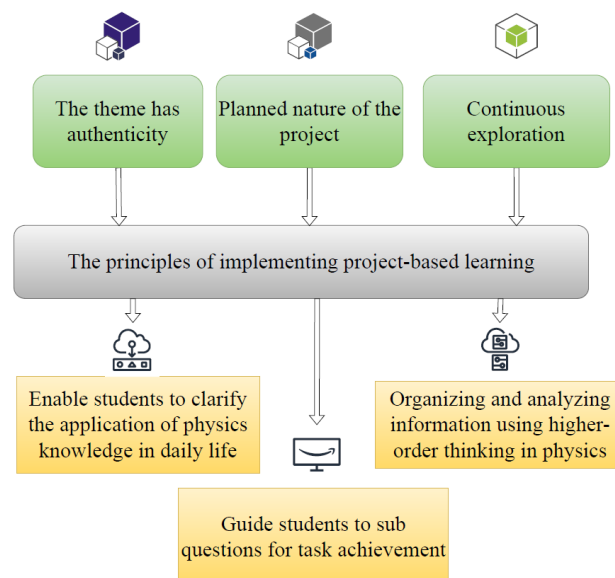 The theme has
authenticity
Planned nature of the
project
Continuous
exploration
The principles of implementing project-based learning
Enable students to clarify
the application of physics
knowledge in daily life
Organizing and analyzing
information using higher-
order thinking in physics
Guide students to sub
questions for task achievement